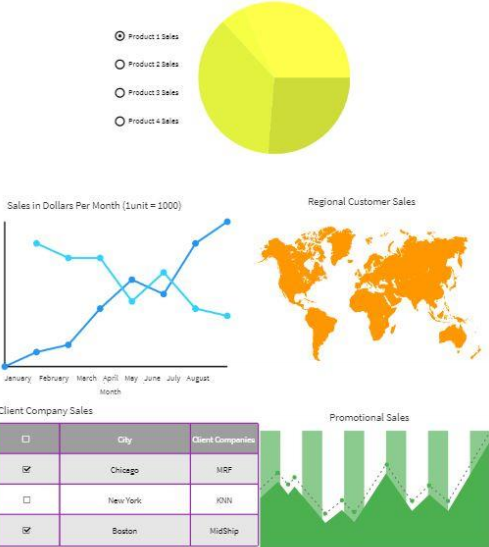 Product 1 Sales
Product 2 Sales
Product 3 Sales
Product 4 Sales
Sales in Dollars Per Month (1unit = 1000)
Regional Customer Sales
January February March April May June July August
Month
Client Company Sales
Promotional Sales
City Client Companies
Chicago MRF
New York KNN
Boston MidShip